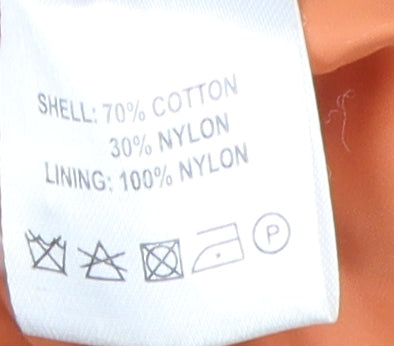 SHELL: 70% COTTON
30% NYLON
LINING: 100% NYLON
P